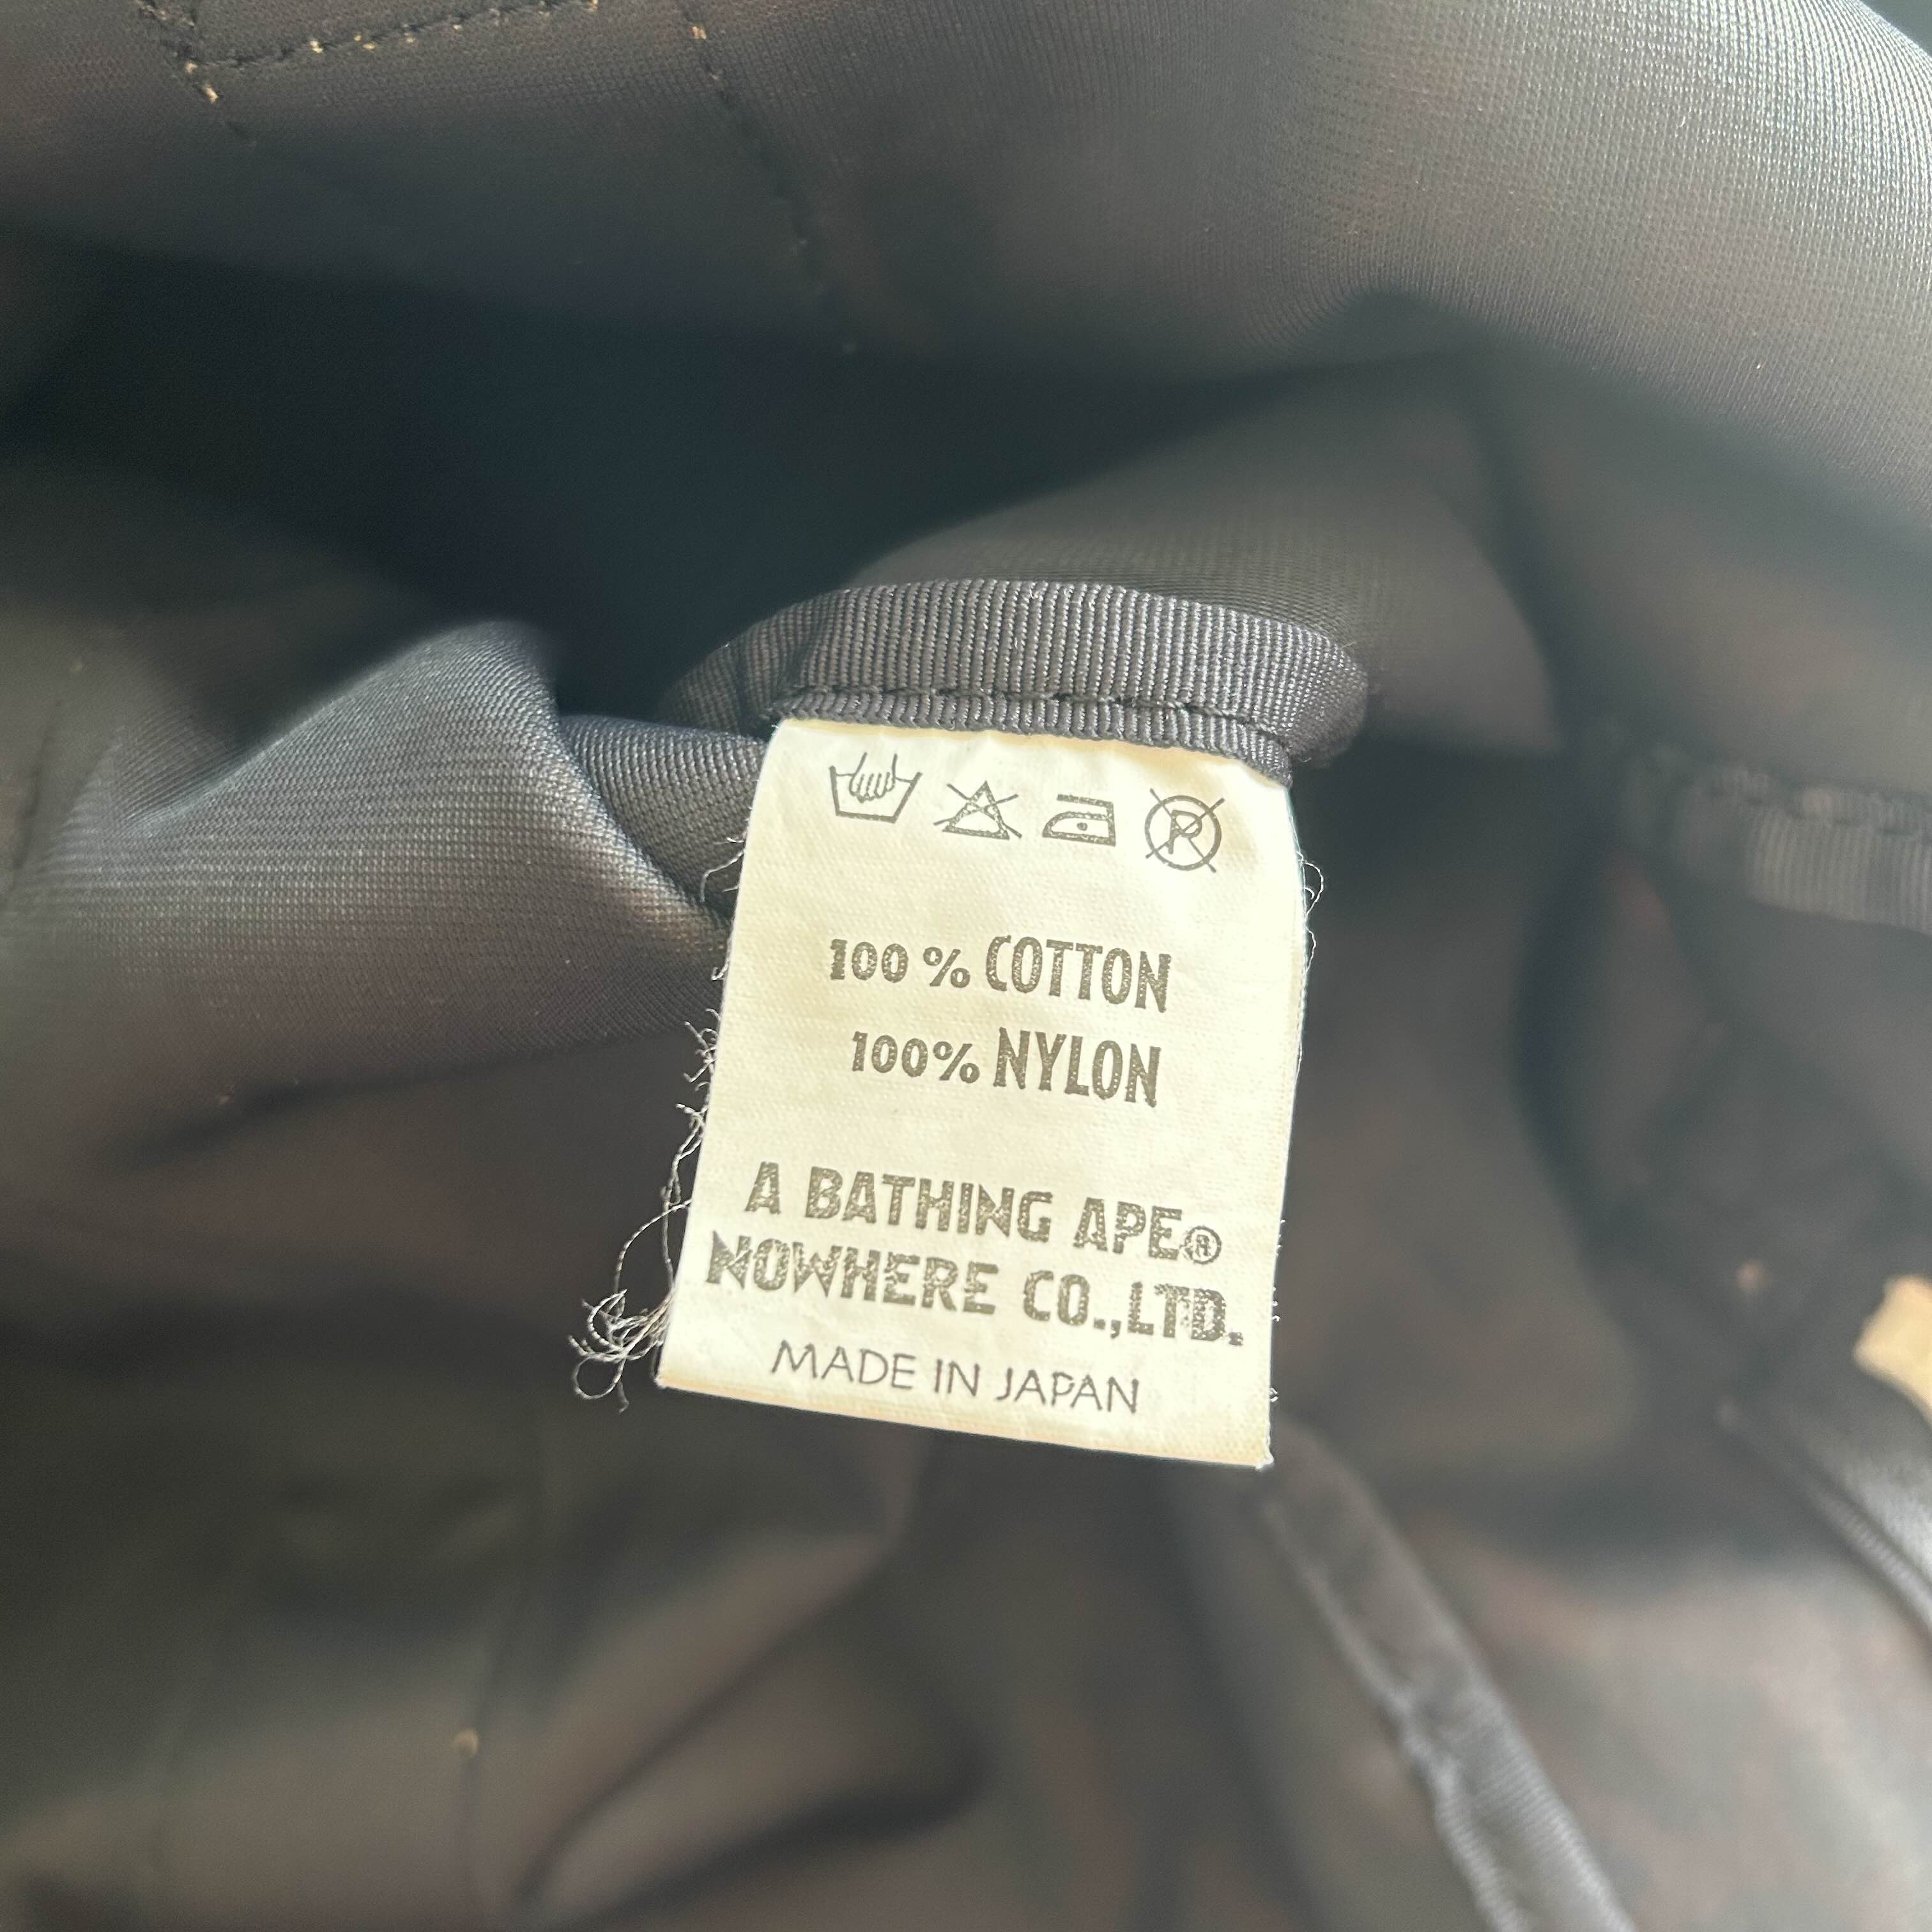 P
100 % COTTON
100% NYLON
A BATHING APE®
NOWHERE CO.,LTD.
MADE IN JAPAN